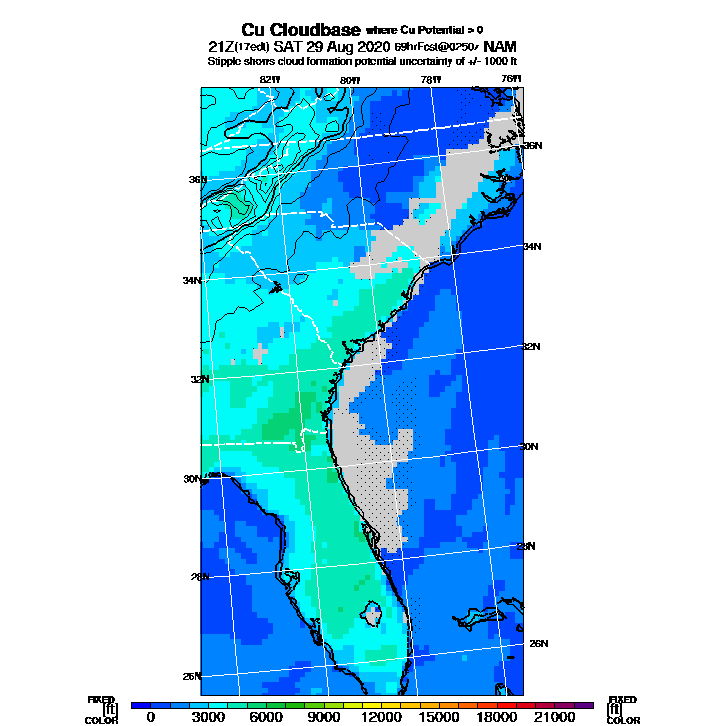 Cu Cloudbase where Cu Potential > 0
21Z(17edt) SAT 29 Aug 2020 69hrFcst@0250z NAM
Stipple shows cloud formation potential uncertainty of +/- 1000 ft
82W 80W 78W 76W
36N
36N
34N
34N
32N
32N
30N
30N
28N
28N
26N
26N
FIXED FIXED
[ft] 0 3000 6000 9000 12000 15000 18000 21000 [ft]
COLOR COLOR